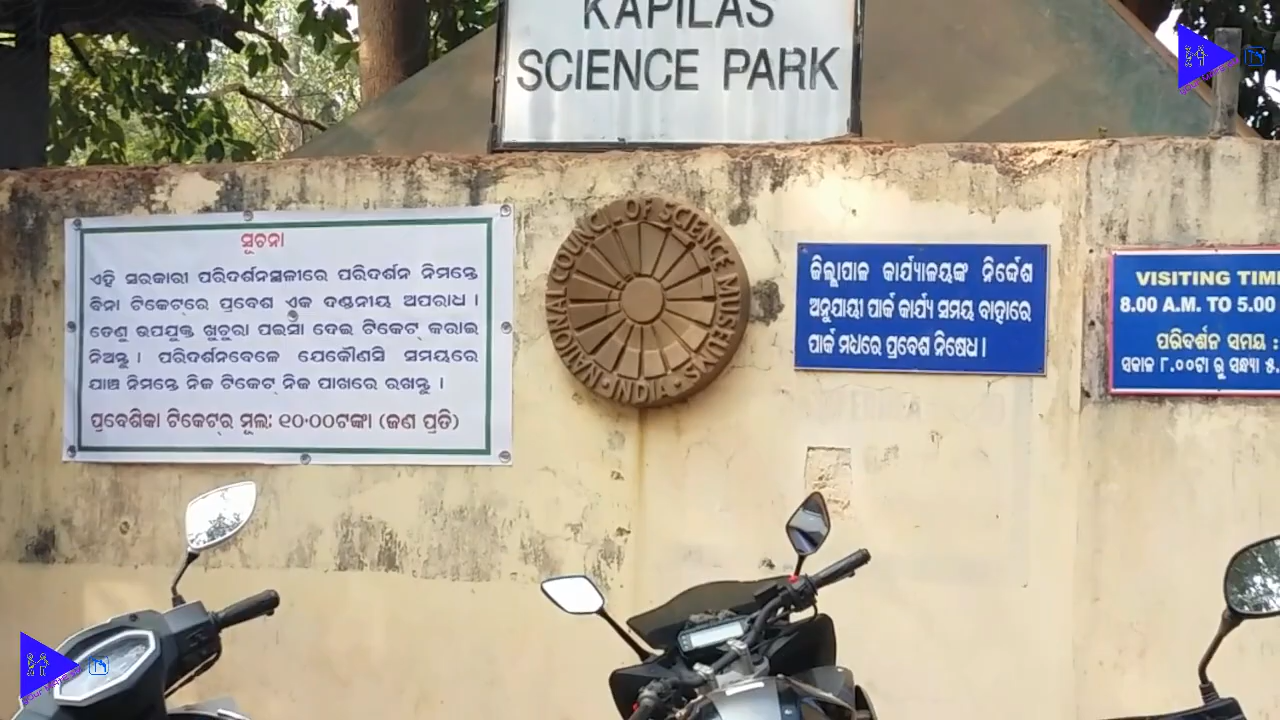 KAPILAS
SCIENCE PARK
ସୂଚନା
ଏହି ସରକାରୀ ପରିଦର୍ଶନସ୍ଥଳୀରେ ପରିଦର୍ଶନ ନିମନ୍ତେ
ବିନା ଟିକେଟ୍‌ରେ ପ୍ରବେଶ ଏକ ଦଣ୍ଡନୀୟ ଅପରାଧ ।
ତେଣୁ ଉପଯୁକ୍ତ ଖୁଚୁରା ପଇସା ଦେଇ ଟିକେଟ୍ କରାଇ
ନିଅନ୍ତୁ । ପରିଦର୍ଶନବେଳେ ଯେକୌଣସି ସମୟରେ
ଯାଞ୍ଚ ନିମନ୍ତେ ନିଜ ଟିକେଟ୍ ନିଜ ପାଖରେ ରଖନ୍ତୁ ।
ପ୍ରବେଶିକା ଟିକେଟ୍‌ର ମୂଲ୍ୟ: ୧୦.୦୦ଟଙ୍କା (ଜଣ ପ୍ରତି)
NATIONAL COUNCIL OF SCIENCE MUSEUMS
INDIA
ଜିଲ୍ଲାପାଳ କାର୍ଯ୍ୟାଳୟଙ୍କ ନିର୍ଦ୍ଦେଶ
ଅନୁଯାୟୀ ପାର୍କ କାର୍ଯ୍ୟ ସମୟ ବାହାରେ
ପାର୍କ ମଧ୍ୟରେ ପ୍ରବେଶ ନିଷେଧ ।
VISITING TIM
8.00 A.M. TO 5.00
ପରିଦର୍ଶନ ସମୟ :
ସକାଳ ୮.୦୦ଟା ରୁ ସନ୍ଧ୍ୟା ୫.